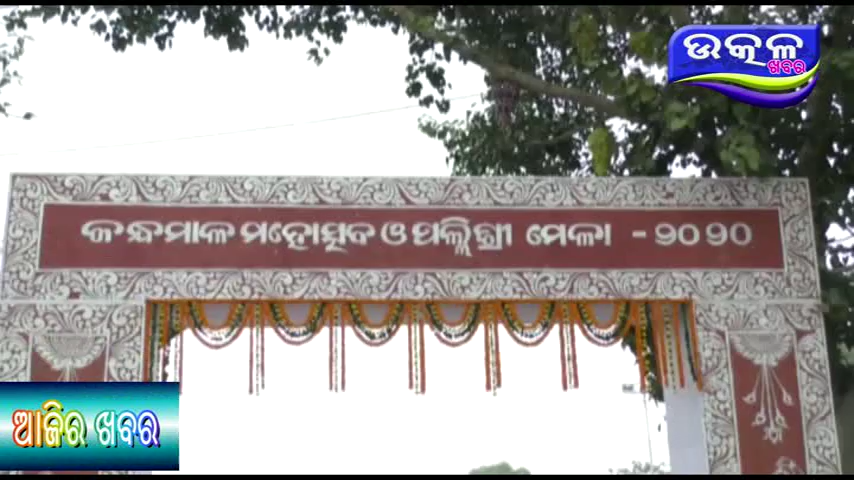 ଉତ୍କଳ
ଖବର
କନ୍ଧମାଳ ମହୋତ୍ସବ ଓ ପଲ୍ଲିଶ୍ରୀ ମେଳା - ୨୦୨୦
ଆଜିର ଖବର